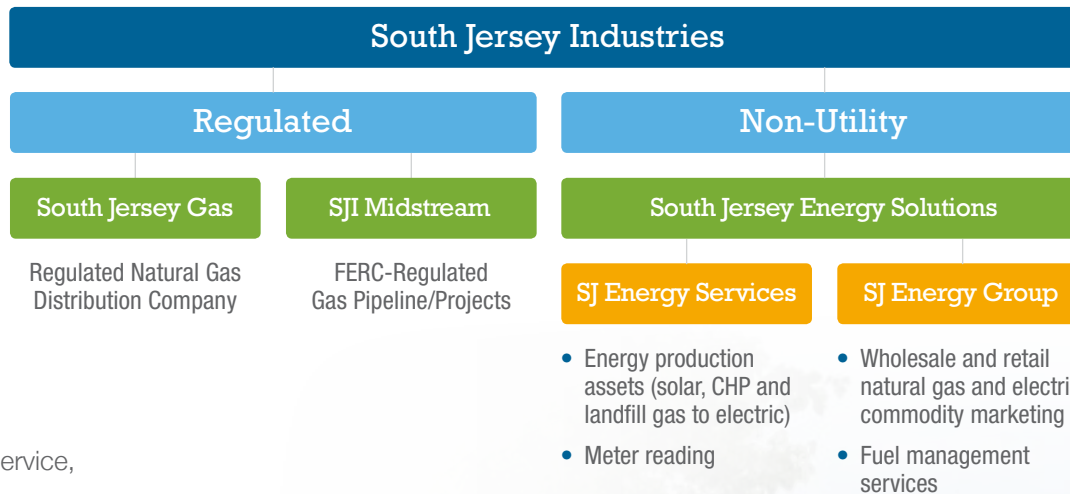 South Jersey Industries
Regulated
Non-Utility
South Jersey Gas
SJI Midstream
South Jersey Energy Solutions
Regulated Natural Gas
Distribution Company
FERC-Regulated
Gas Pipeline/Projects
SJ Energy Services
SJ Energy Group
• Energy production
assets (solar, CHP and
landfill gas to electric)
• Meter reading
• Wholesale and retail
natural gas and electri
commodity marketing
• Fuel management
services
ervice,